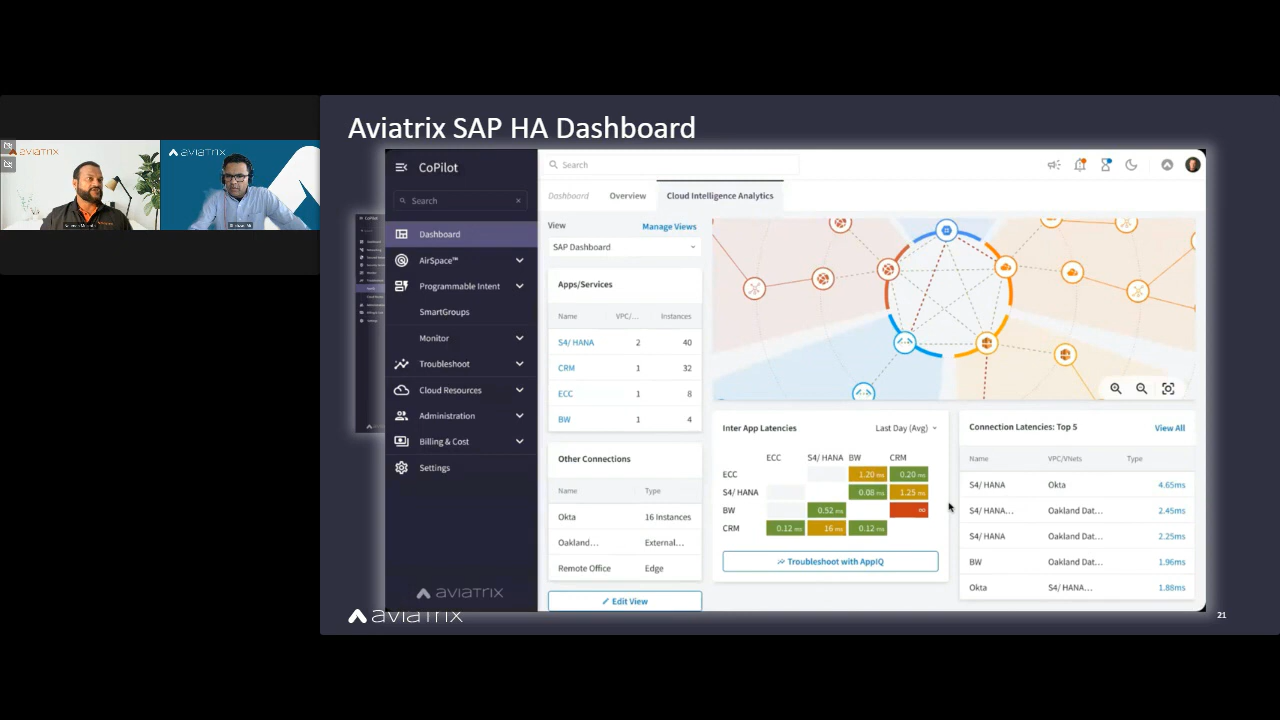 AVIATRIX
AVIATRIX
Aviatrix SAP HA Dashboard
CoPilot
Search
Dashboard
AirSpace™
Programmable Intent
SmartGroups
Monitor
Troubleshoot
Cloud Resources
Administration
Billing & Cost
Settings
AVIATRIX
Search
Dashboard
Overview
Cloud Intelligence Analytics
View
Manage Views
SAP Dashboard
Apps/Services
Name VPC/... Instances
S4/ HANA 2 40
CRM 1 32
ECC 1 8
BW 1 4
Other Connections
Name Type
Okta 16 Instances
Oakland... External...
Remote Office Edge
Edit View
Inter App Latencies
Last Day (Avg)
ECC S4/ HANA BW CRM
ECC 1.20 ms 0.20 ms
S4/ HANA 0.08 ms 1.25 ms
BW 0.52 ms ∞
CRM 0.12 ms 16 ms 0.12 ms
Troubleshoot with AppIQ
Connection Latencies: Top 5
View All
Name VPC/VNets Type
S4/ HANA Okta 4.65ms
S4/ HANA... Oakland Dat... 2.45ms
S4/ HANA Oakland Dat... 2.25ms
BW Oakland Dat... 1.96ms
Okta S4/ HANA... 1.88ms
AVIATRIX
21